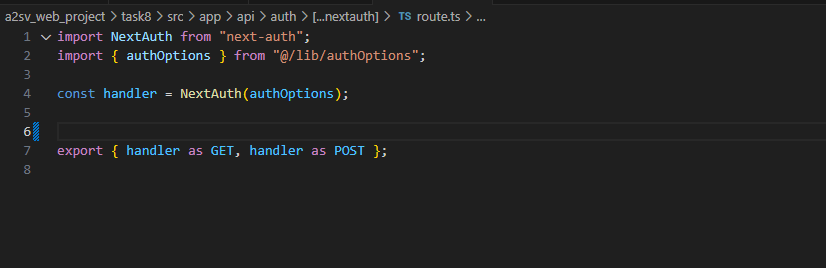 a2sv_web_project > task8 > src > app > api > auth > [...nextauth] > TS route.ts > ...
1 import NextAuth from "next-auth";
2 import { authOptions } from "@/lib/authOptions";
3
4 const handler = NextAuth(authOptions);
5
6
7 export { handler as GET, handler as POST };
8